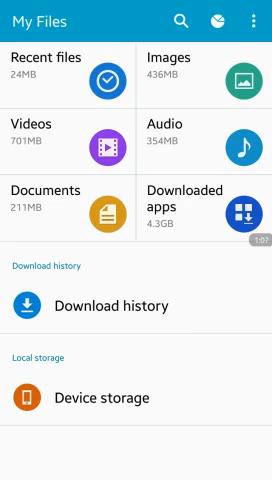 My Files
Recent files
24MB
Images
436MB
Videos
701MB
Audio
354MB
Documents
211MB
Downloaded
apps
4.3GB
1:07
Download history
Download history
Local storage
Device storage